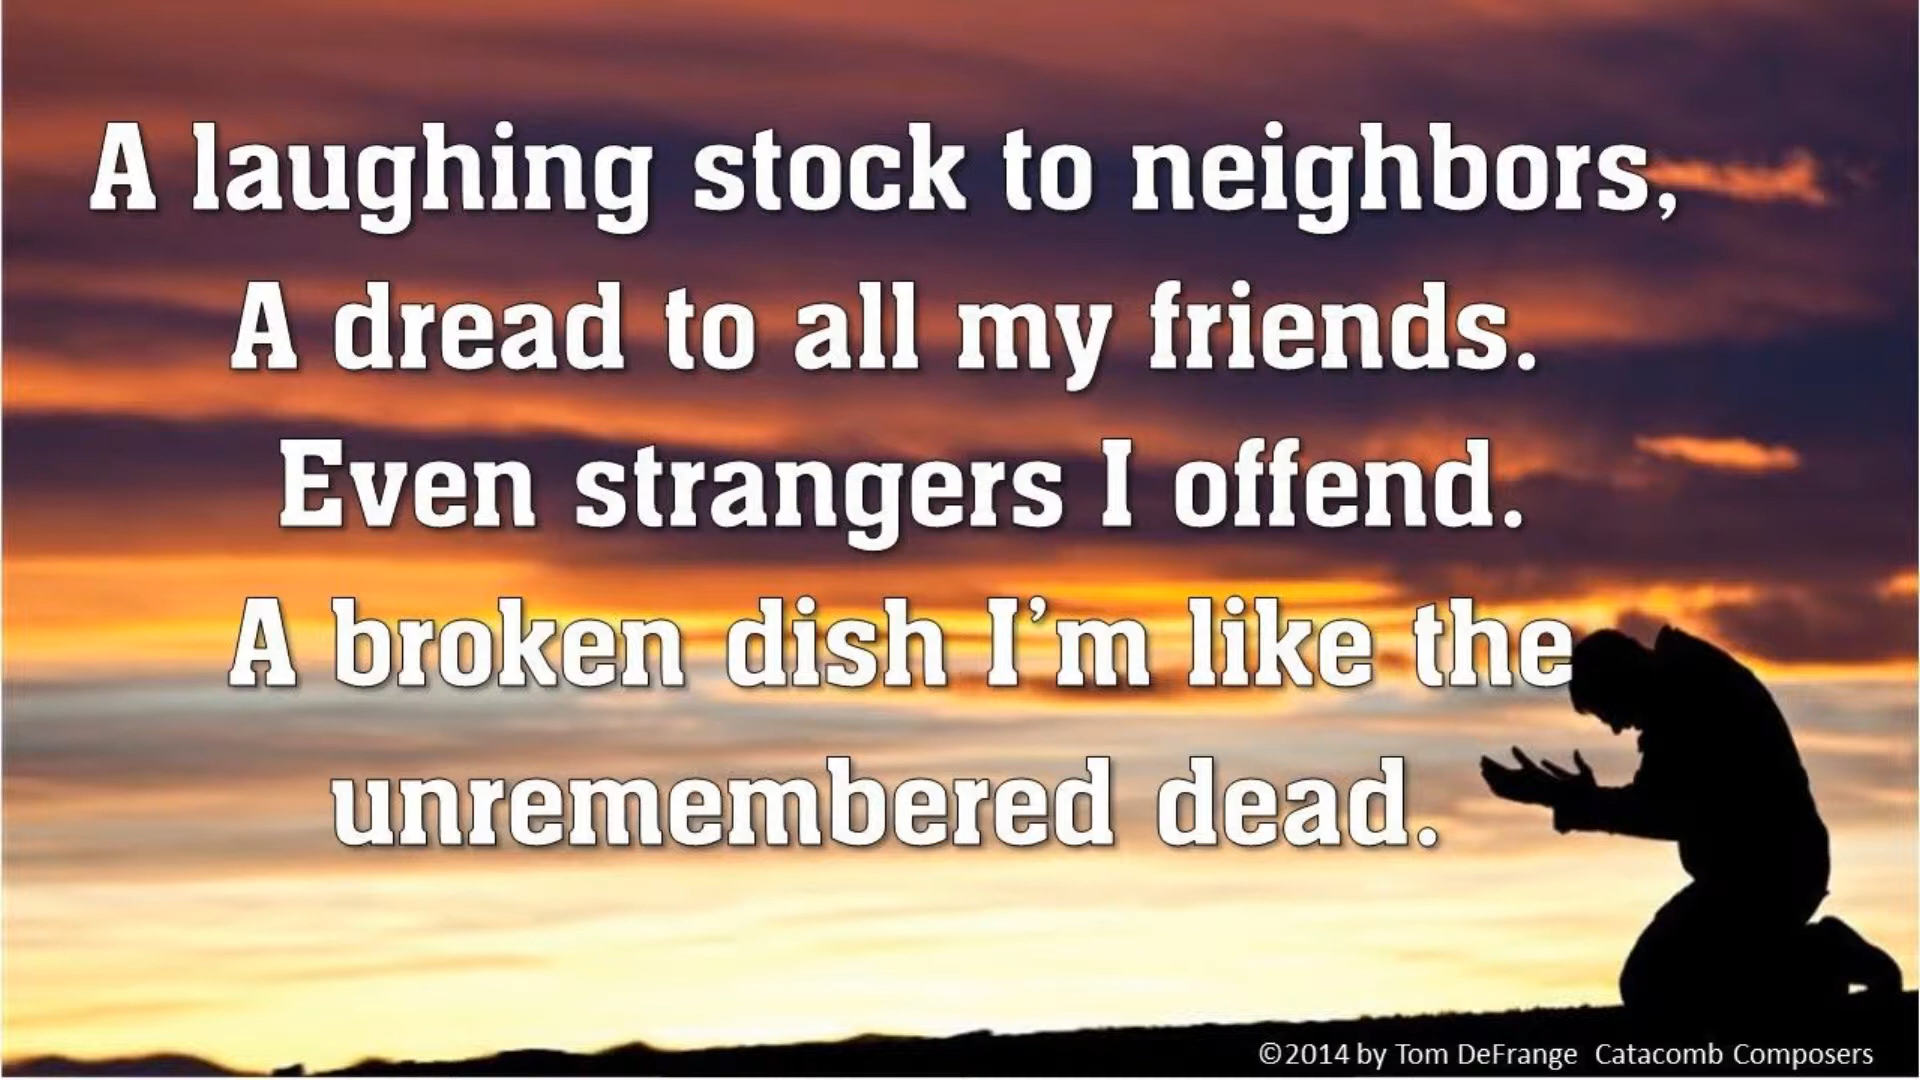 A laughing stock to neighbors,
A dread to all my friends.
Even strangers I offend.
A broken dish I’m like the
unremembered dead.
©2014 by Tom DeFrange Catacomb Composers